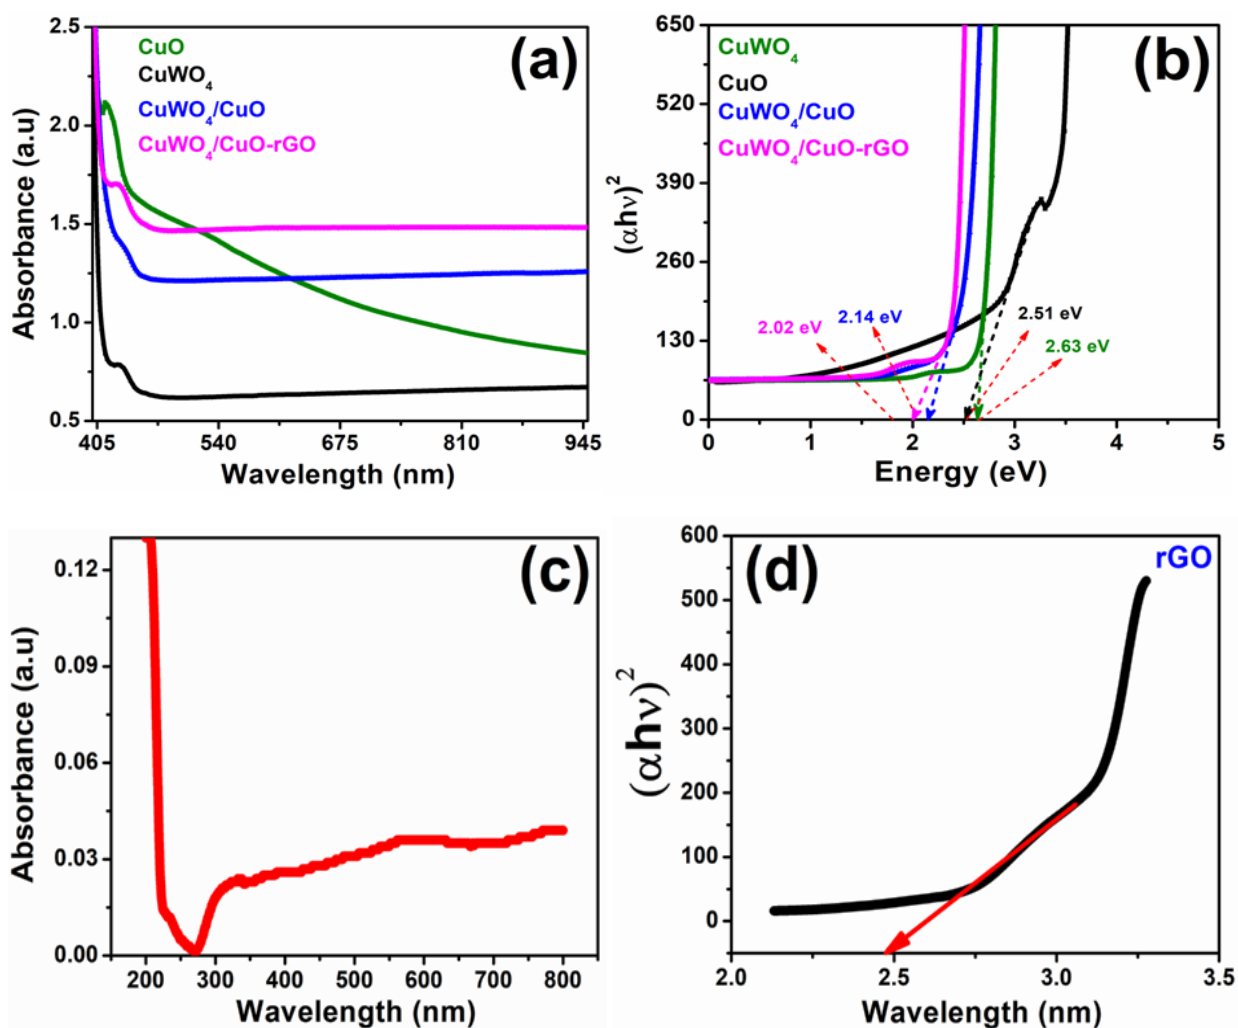 (a)
CuO
CuWO₄
CuWO₄/CuO
CuWO₄/CuO-rGO
2.5
2.0
1.5
1.0
0.5
Absorbance (a.u)
405 540 675 810 945
Wavelength (nm)
(b)
CuWO₄
CuO
CuWO₄/CuO
CuWO₄/CuO-rGO
650
520
390
260
130
0
(αhν)²
2.02 eV
2.14 eV
2.51 eV
2.63 eV
0 1 2 3 4 5
Energy (eV)
(c)
0.12
0.09
0.06
0.03
0.00
Absorbance (a.u)
200 300 400 500 600 700 800
Wavelength (nm)
(d)
rGO
600
500
400
300
200
100
0
(αhν)²
2.0 2.5 3.0 3.5
Wavelength (nm)